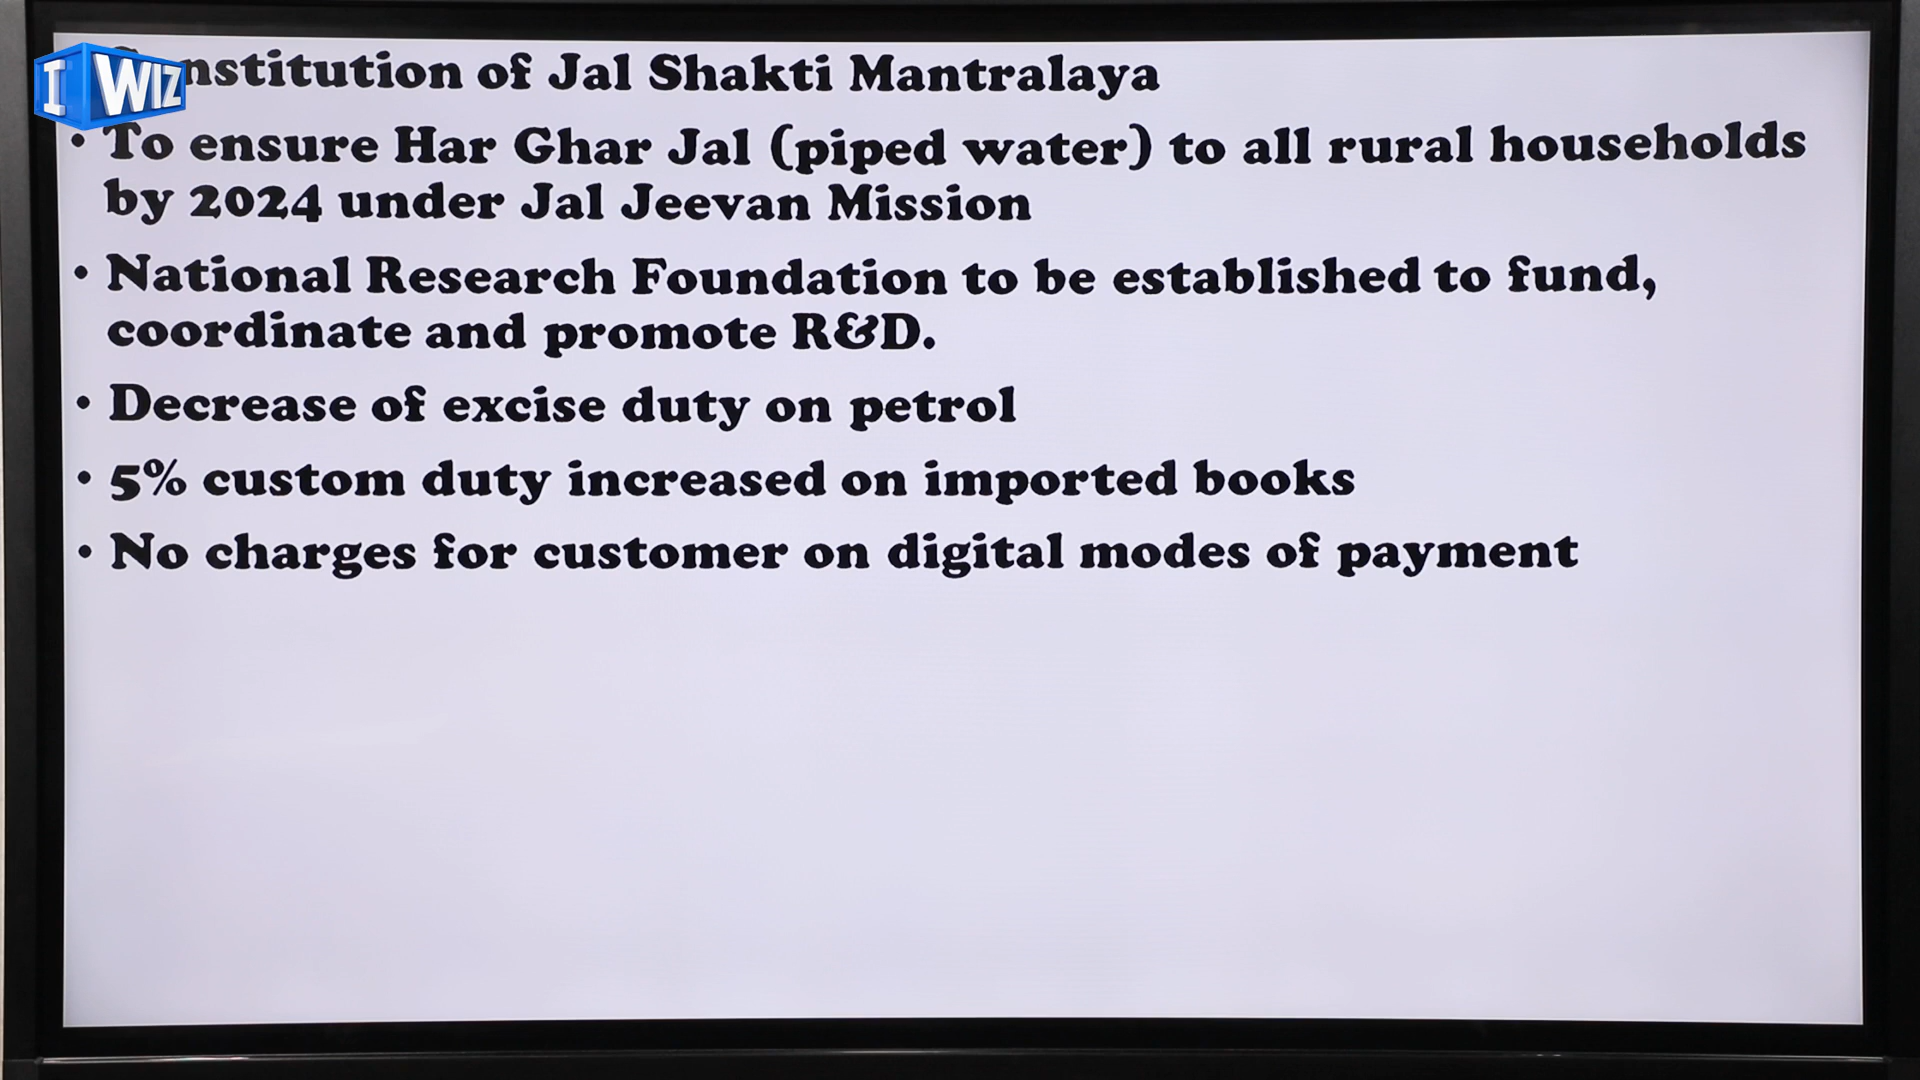 I WIZ
nstitution of Jal Shakti Mantralaya
• To ensure Har Ghar Jal (piped water) to all rural households
by 2024 under Jal Jeevan Mission
• National Research Foundation to be established to fund,
coordinate and promote R&D.
• Decrease of excise duty on petrol
• 5% custom duty increased on imported books
• No charges for customer on digital modes of payment